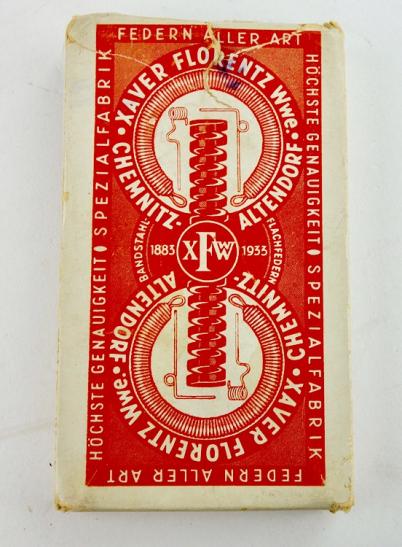 FEDERN ALLER ART
HÖCHSTE GENAUIGKEIT SPEZIALFABRIK
HÖCHSTE GENAUIGKEIT SPEZIALFABRIK
• XAVER FLORENTZ Wwe. •
CHEMNITZ-ALTENDORF
BANDSTAHL-
FLACHFEDERN
1883 XFWW 1933
CHEMNITZ-ALTENDORF
• XAVER FLORENTZ Wwe. •
FEDERN ALLER ART